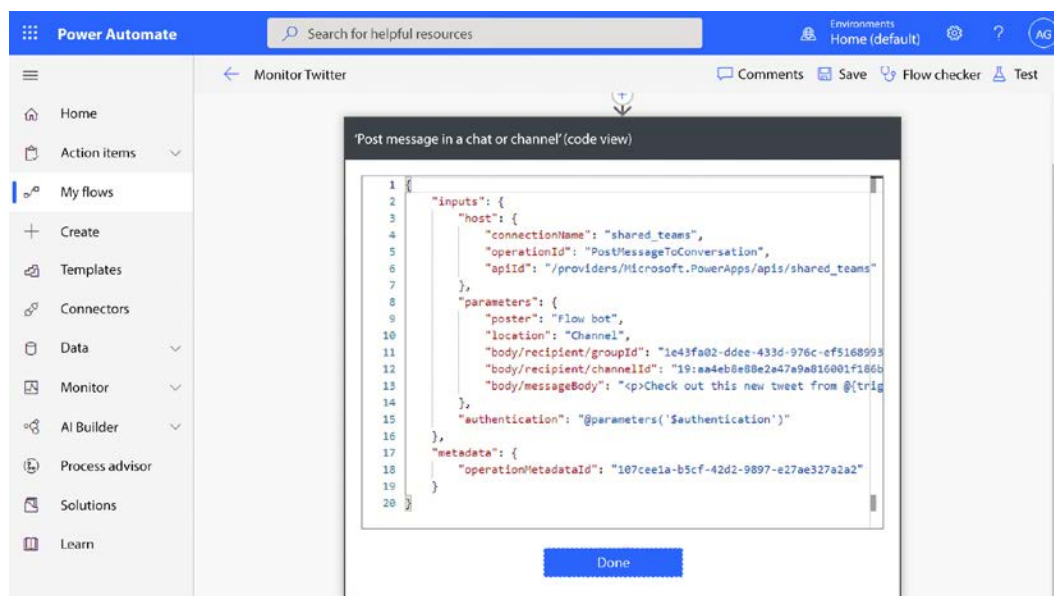 Power Automate
Search for helpful resources
Environments
Home (default)
?
AG
Monitor Twitter
Comments
Save
Flow checker
Test
Home
Action items
My flows
Create
Templates
Connectors
Data
Monitor
AI Builder
Process advisor
Solutions
Learn
'Post message in a chat or channel' (code view)
1 {
2 "inputs": {
3 "host": {
4 "connectionName": "shared_teams",
5 "operationId": "PostMessageToConversation",
6 "apiId": "/providers/Microsoft.PowerApps/apis/shared_teams"
7 },
8 "parameters": {
9 "poster": "Flow bot",
10 "location": "Channel",
11 "body/recipient/groupId": "1e43fa02-ddee-433d-976c-ef5168993
12 "body/recipient/channelId": "19:aa4eb8e88e2a47a9a816001f186b
13 "body/messageBody": "<p>Check out this new tweet from @{trig
14 },
15 "authentication": "@parameters('$authentication')"
16 },
17 "metadata": {
18 "operationMetadataId": "107cee1a-b5cf-42d2-9897-e27ae327a2a2"
19 }
20 }
Done